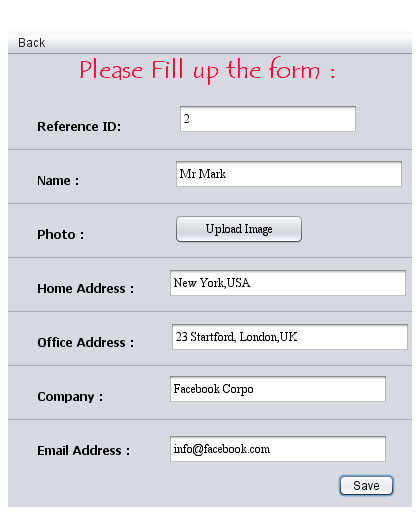 Back
Please Fill up the form :
Reference ID: 2
Name : Mr Mark
Photo : Upload Image
Home Address : New York,USA
Office Address : 23 Startford, London,UK
Company : Facebook Corpo
Email Address : info@facebook.com
Save